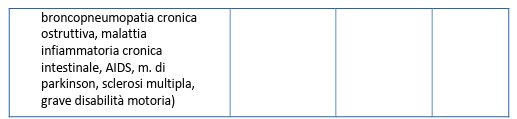 broncopneumopatia cronica
ostruttiva, malattia
infiammatoria cronica
intestinale, AIDS, m. di
parkinson, sclerosi multipla,
grave disabilità motoria)